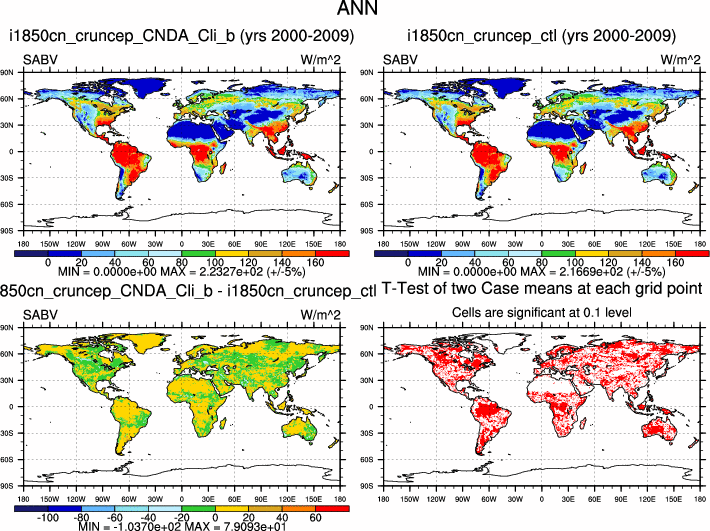 ANN
i1850cn_cruncep_CNDA_Cli_b (yrs 2000-2009)
i1850cn_cruncep_ctl (yrs 2000-2009)
SABV W/m^2
SABV W/m^2
90N
60N
30N
0
30S
60S
90S
180 150W 120W 90W 60W 30W 0 30E 60E 90E 120E 150E 180
0 20 40 60 80 100 120 140 160
MIN = 0.0000e+00 MAX = 2.2327e+02 (+/-5%)
90N
60N
30N
0
30S
60S
90S
180 150W 120W 90W 60W 30W 0 30E 60E 90E 120E 150E 180
0 20 40 60 80 100 120 140 160
MIN = 0.0000e+00 MAX = 2.1669e+02 (+/-5%)
850cn_cruncep_CNDA_Cli_b - i1850cn_cruncep_ctl
T-Test of two Case means at each grid point
SABV W/m^2
Cells are significant at 0.1 level
90N
60N
30N
0
30S
60S
90S
180 150W 120W 90W 60W 30W 0 30E 60E 90E 120E 150E 180
-100 -80 -60 -40 -20 0 20 40 60
MIN = -1.0370e+02 MAX = 7.9093e+01
90N
60N
30N
0
30S
60S
90S
180 150W 120W 90W 60W 30W 0 30E 60E 90E 120E 150E 180